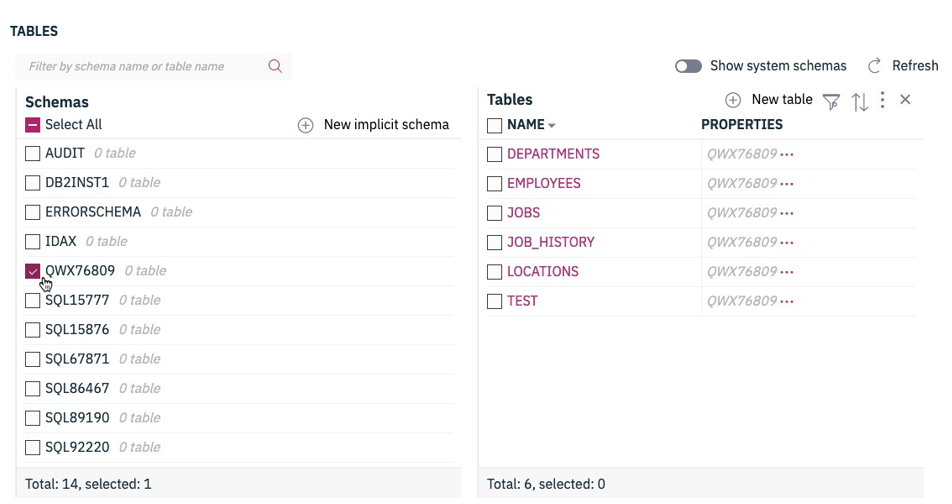 TABLES
Filter by schema name or table name
Show system schemas
Refresh
Schemas
Select All
New implicit schema
AUDIT 0 table
DB2INST1 0 table
ERRORSCHEMA 0 table
IDAX 0 table
QWX76809 0 table
SQL15777 0 table
SQL15876 0 table
SQL67871 0 table
SQL86467 0 table
SQL89190 0 table
SQL92220 0 table
Total: 14, selected: 1
Tables
New table
NAME PROPERTIES
DEPARTMENTS QWX76809 ...
EMPLOYEES QWX76809 ...
JOBS QWX76809 ...
JOB_HISTORY QWX76809 ...
LOCATIONS QWX76809 ...
TEST QWX76809 ...
Total: 6, selected: 0